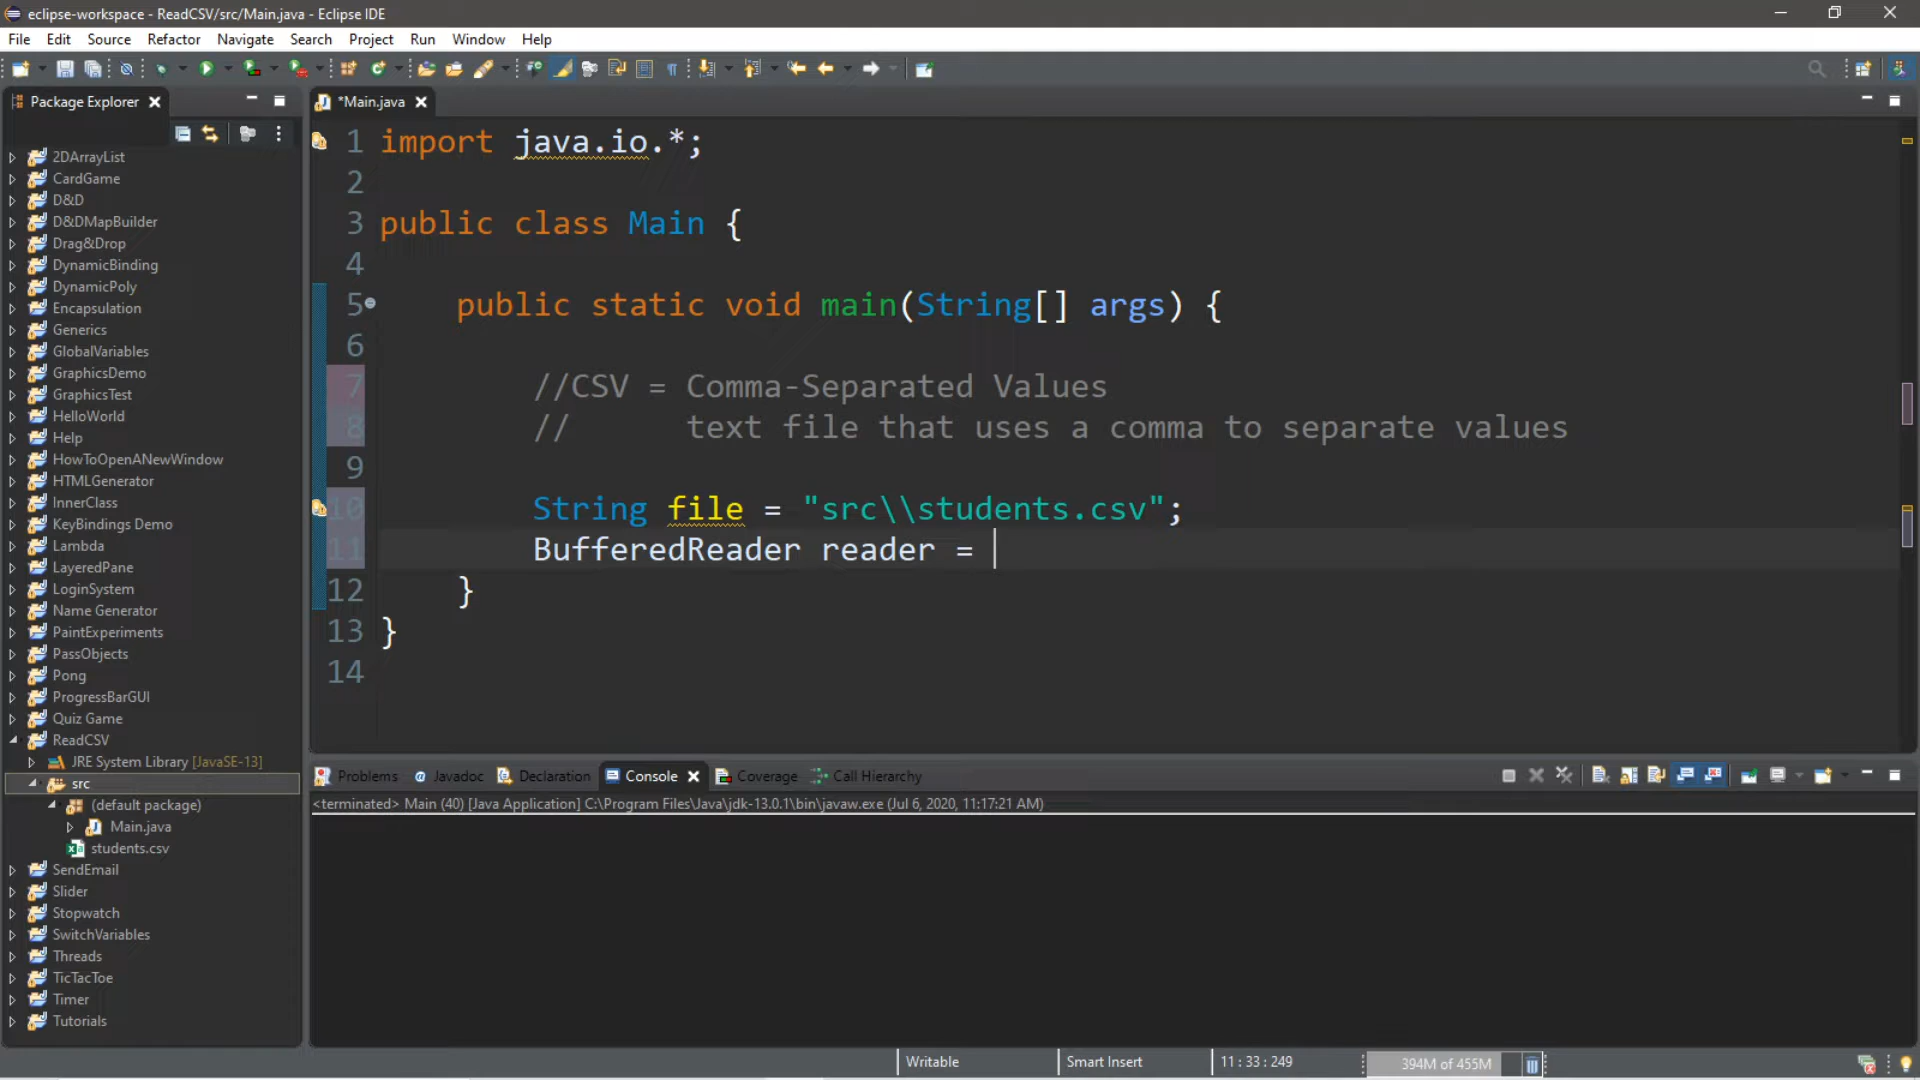 eclipse-workspace - ReadCSV/src/Main.java - Eclipse IDE
File Edit Source Refactor Navigate Search Project Run Window Help
Package Explorer
*Main.java
2DArrayList
CardGame
D&D
D&DMapBuilder
Drag&Drop
DynamicBinding
DynamicPoly
Encapsulation
Generics
GlobalVariables
GraphicsDemo
GraphicsTest
HelloWorld
Help
HowToOpenANewWindow
HTMLGenerator
InnerClass
KeyBindings Demo
Lambda
LayeredPane
LoginSystem
Name Generator
PaintExperiments
PassObjects
Pong
ProgressBarGUI
Quiz Game
ReadCSV
JRE System Library [JavaSE-13]
src
(default package)
Main.java
students.csv
SendEmail
Slider
Stopwatch
SwitchVariables
Threads
TicTacToe
Timer
Tutorials
1 import java.io.*;
2
3 public class Main {
4
5 public static void main(String[] args) {
6
7 //CSV = Comma-Separated Values
8 // text file that uses a comma to separate values
9
10 String file = "src\\students.csv";
11 BufferedReader reader =
12 }
13 }
14
Problems Javadoc Declaration Console Coverage Call Hierarchy
<terminated> Main (40) [Java Application] C:\Program Files\Java\jdk-13.0.1\bin\javaw.exe (Jul 6, 2020, 11:17:21 AM)
Writable Smart Insert 11 : 33 : 249 394M of 455M